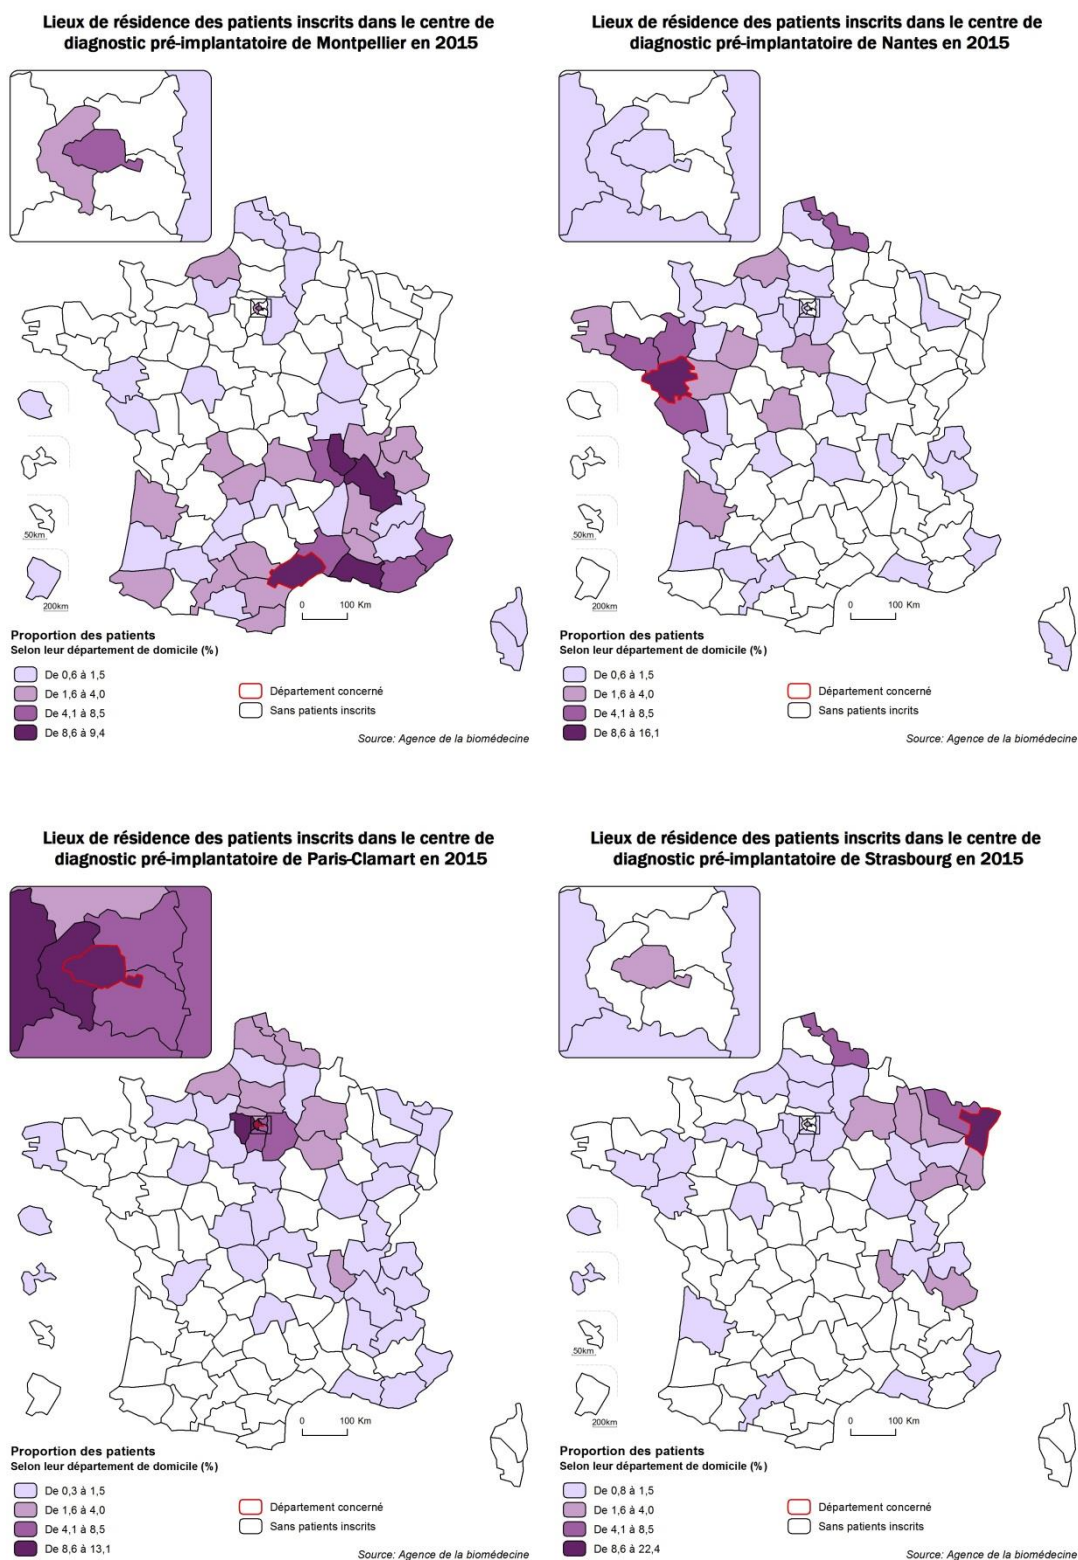 Lieux de résidence des patients inscrits dans le centre de
diagnostic pré-implantatoire de Montpellier en 2015
50km
200km
0 100 Km
Proportion des patients
Selon leur département de domicile (%)
De 0,6 à 1,5
De 1,6 à 4,0
De 4,1 à 8,5
De 8,6 à 9,4
Département concerné
Sans patients inscrits
Source: Agence de la biomédecine
Lieux de résidence des patients inscrits dans le centre de
diagnostic pré-implantatoire de Nantes en 2015
50km
200km
0 100 Km
Proportion des patients
Selon leur département de domicile (%)
De 0,6 à 1,5
De 1,6 à 4,0
De 4,1 à 8,5
De 8,6 à 16,1
Département concerné
Sans patients incrits
Source: Agence de la biomédecine
Lieux de résidence des patients inscrits dans le centre de
diagnostic pré-implantatoire de Paris-Clamart en 2015
0 100 Km
Proportion des patients
Selon leur département de domicile (%)
De 0,3 à 1,5
De 1,6 à 4,0
De 4,1 à 8,5
De 8,6 à 13,1
Département concerné
Sans patients inscrits
Source: Agence de la biomédecine
Lieux de résidence des patients inscrits dans le centre de
diagnostic pré-implantatoire de Strasbourg en 2015
50km
200km
0 100 Km
Proportion des patients
Selon leur département de domicile (%)
De 0,8 à 1,5
De 1,6 à 4,0
De 4,1 à 8,5
De 8,6 à 22,4
Département concerné
Sans patients inscrits
Source: Agence de la biomédecine